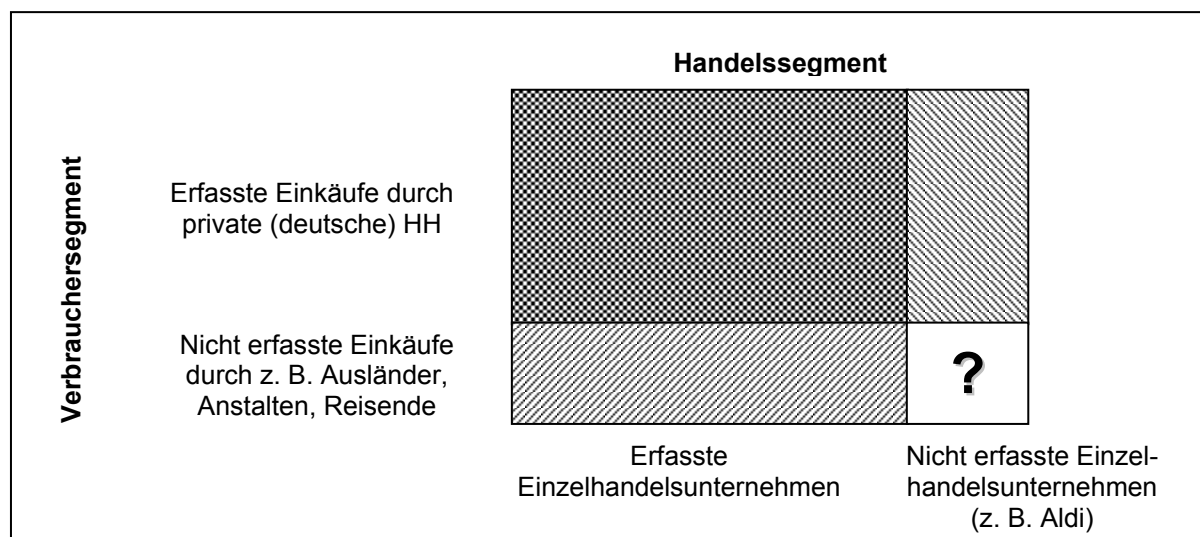 Handelssegment
Verbrauchersegment
Erfasste Einkäufe durch
private (deutsche) HH
Nicht erfasste Einkäufe
durch z. B. Ausländer,
Anstalten, Reisende
?
Erfasste
Einzelhandelsunternehmen
Nicht erfasste Einzel-
handelsunternehmen
(z. B. Aldi)